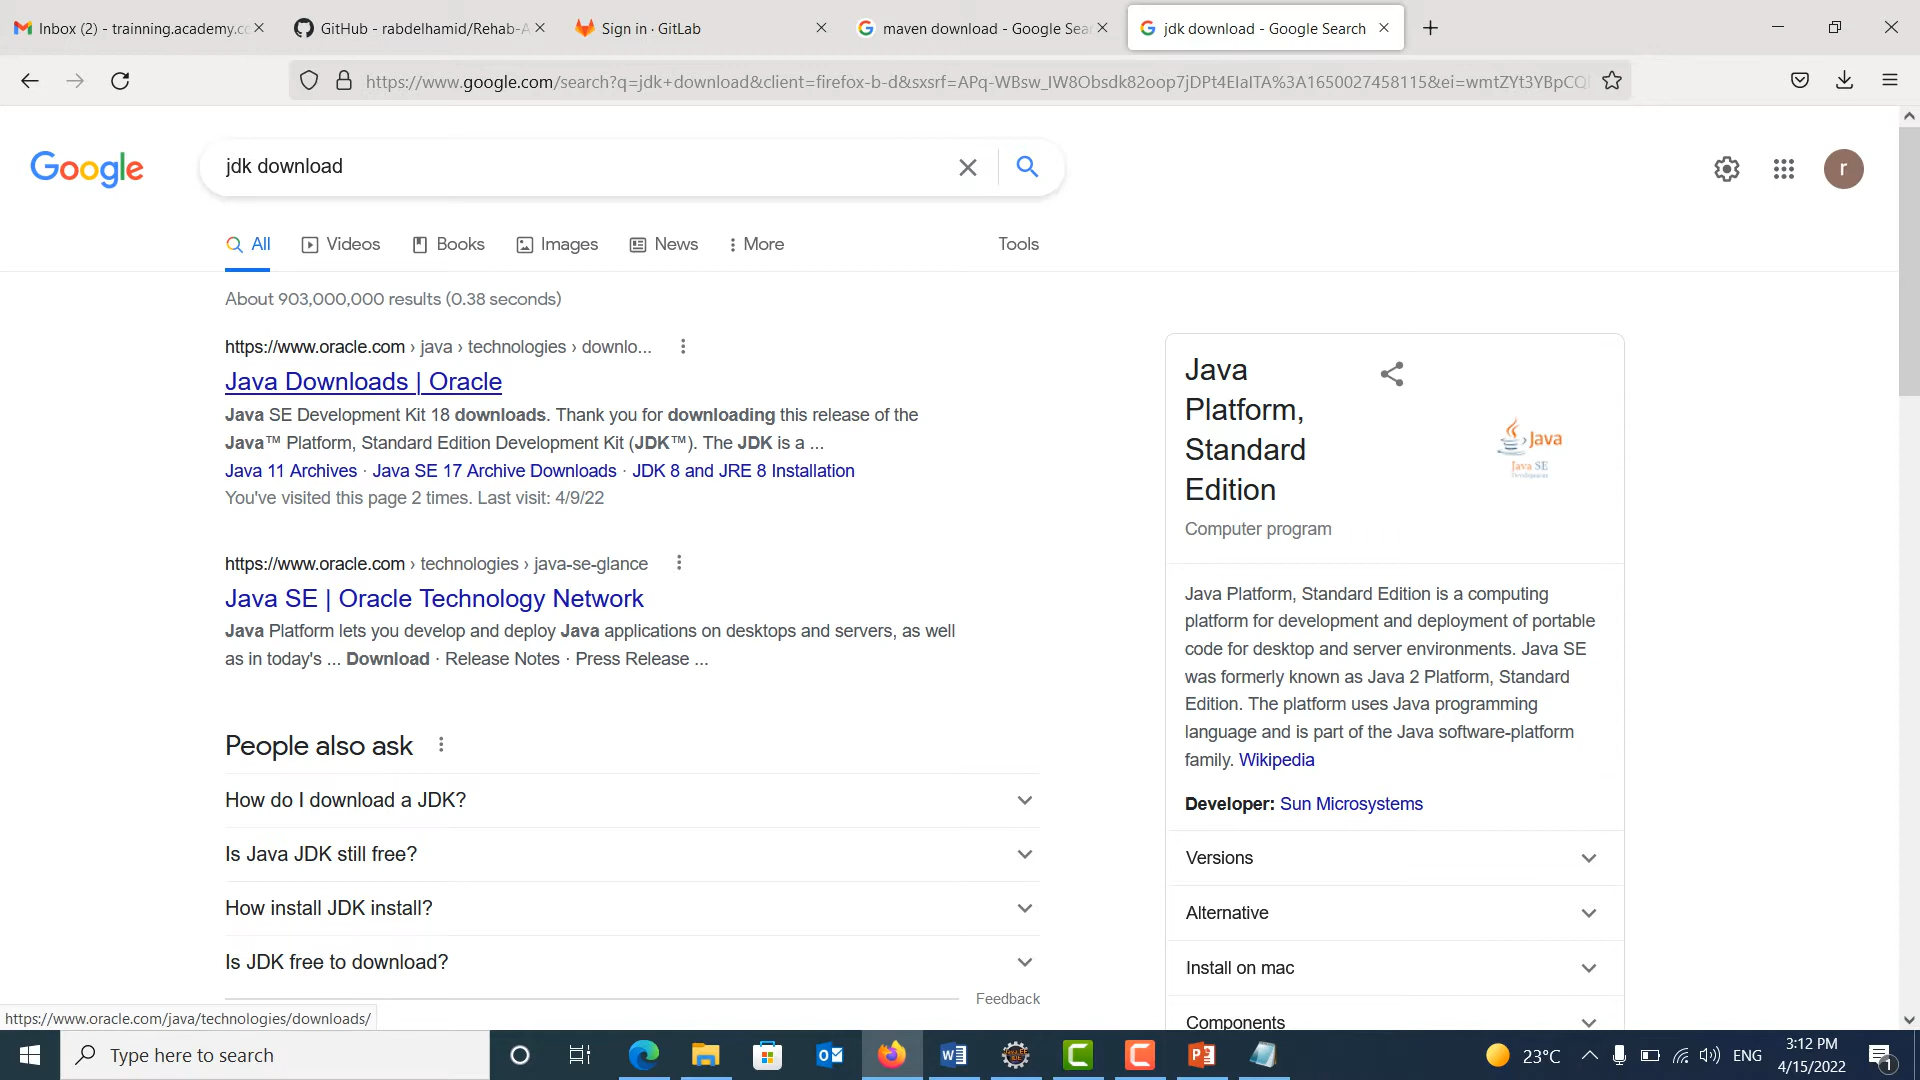 Inbox (2) - trainning.academy.co
GitHub - rabdelhamid/Rehab-A
Sign in · GitLab
maven download - Google Sea
jdk download - Google Search
https://www.google.com/search?q=jdk+download&client=firefox-b-d&sxsrf=APq-WBsw_IW8Obsdk82oop7jDPt4EIaITA%3A1650027458115&ei=wmtZYt3YBpCQ
Google
jdk download
r
All
Videos
Books
Images
News
More
Tools
About 903,000,000 results (0.38 seconds)
https://www.oracle.com › java › technologies › downlo...
Java Downloads | Oracle
Java SE Development Kit 18 downloads. Thank you for downloading this release of the
Java™ Platform, Standard Edition Development Kit (JDK™). The JDK is a ...
Java 11 Archives · Java SE 17 Archive Downloads · JDK 8 and JRE 8 Installation
You've visited this page 2 times. Last visit: 4/9/22
https://www.oracle.com › technologies › java-se-glance
Java SE | Oracle Technology Network
Java Platform lets you develop and deploy Java applications on desktops and servers, as well
as in today's ... Download · Release Notes · Press Release ...
People also ask
How do I download a JDK?
Is Java JDK still free?
How install JDK install?
Is JDK free to download?
Feedback
Java
Platform,
Standard
Edition
Computer program
Java
Java SE
Java Platform, Standard Edition is a computing
platform for development and deployment of portable
code for desktop and server environments. Java SE
was formerly known as Java 2 Platform, Standard
Edition. The platform uses Java programming
language and is part of the Java software-platform
family. Wikipedia
Developer: Sun Microsystems
Versions
Alternative
Install on mac
Components
https://www.oracle.com/java/technologies/downloads/
Type here to search
23°C
ENG
3:12 PM
4/15/2022
1